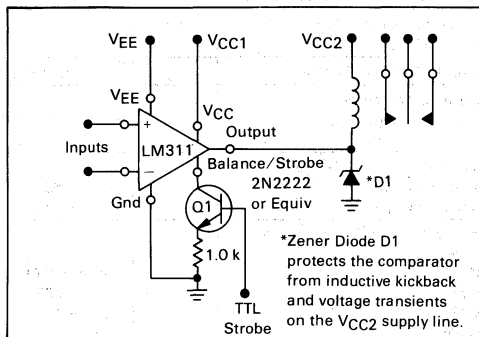 VEE
VCC1
VCC2
VEE
VCC
Output
+
Inputs
LM311
−
Balance/Strobe
2N2222
or Equiv
*D1
Gnd
Q1
1.0 k
TTL
Strobe
*Zener Diode D1
protects the comparator
from inductive kickback
and voltage transients
on the VCC2 supply line.